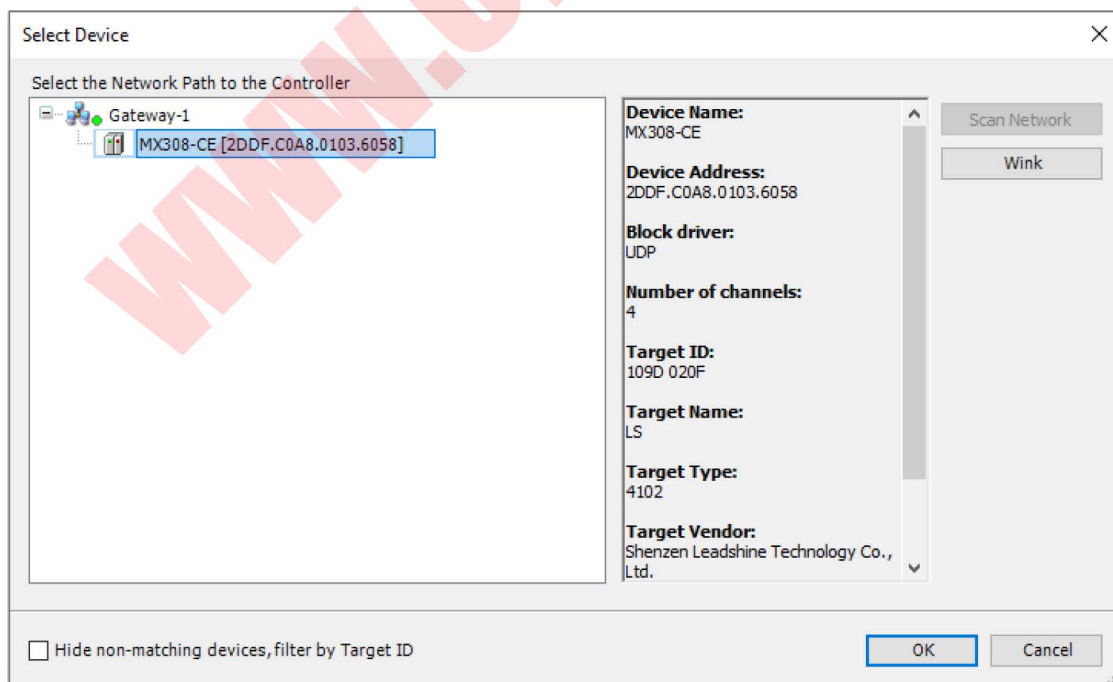 Select Device
Select the Network Path to the Controller
Gateway-1
MX308-CE [2DDF.C0A8.0103.6058]
Device Name:
MX308-CE
Device Address:
2DDF.C0A8.0103.6058
Block driver:
UDP
Number of channels:
4
Target ID:
109D 020F
Target Name:
LS
Target Type:
4102
Target Vendor:
Shenzen Leadshine Technology Co.,
Ltd.
Scan Network
Wink
Hide non-matching devices, filter by Target ID
OK
Cancel
www.